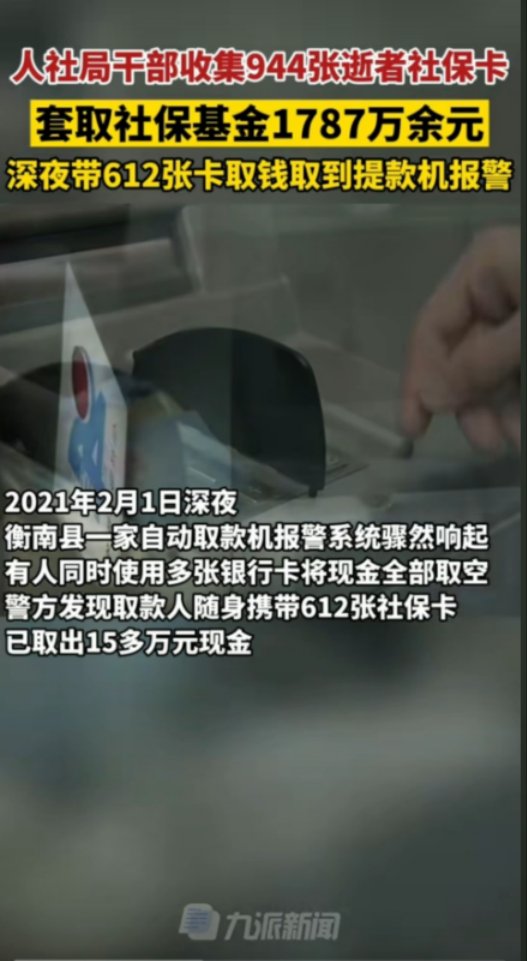 人社局干部收集944张逝者社保卡
套取社保基金1787万余元
深夜带612张卡取钱取到提款机报警
2021年2月1日深夜
衡南县一家自动取款机报警系统骤然响起
有人同时使用多张银行卡将现金全部取空
警方发现取款人随身携带612张社保卡
已取出15多万元现金
九派新闻